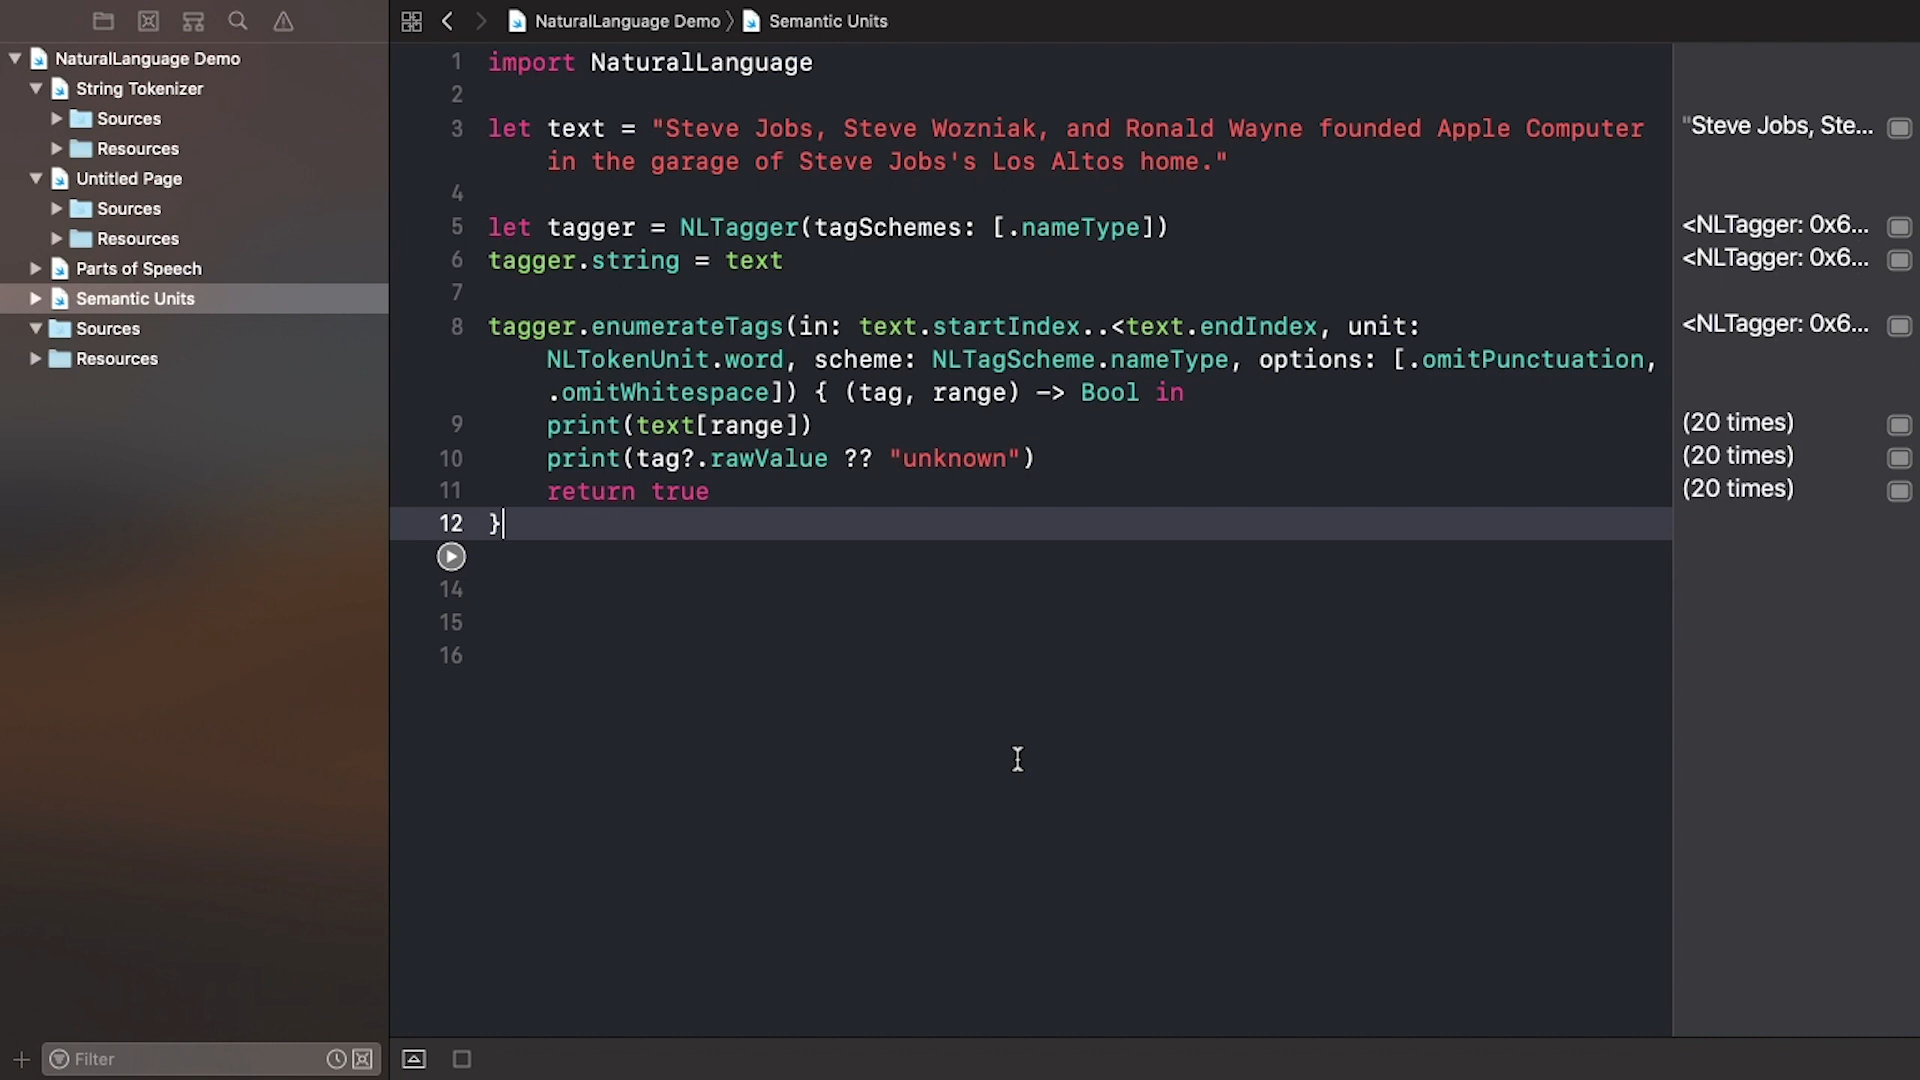 NaturalLanguage Demo
String Tokenizer
Sources
Resources
Untitled Page
Sources
Resources
Parts of Speech
Semantic Units
Sources
Resources
Filter
NaturalLanguage Demo 〉 Semantic Units
1 import NaturalLanguage
2
3 let text = "Steve Jobs, Steve Wozniak, and Ronald Wayne founded Apple Computer
in the garage of Steve Jobs's Los Altos home."
4
5 let tagger = NLTagger(tagSchemes: [.nameType])
6 tagger.string = text
7
8 tagger.enumerateTags(in: text.startIndex..<text.endIndex, unit:
NLTokenUnit.word, scheme: NLTagScheme.nameType, options: [.omitPunctuation,
.omitWhitespace]) { (tag, range) -> Bool in
9 print(text[range])
10 print(tag?.rawValue ?? "unknown")
11 return true
12 }
14
15
16
"Steve Jobs, Ste...
<NLTagger: 0x6...
<NLTagger: 0x6...
<NLTagger: 0x6...
(20 times)
(20 times)
(20 times)